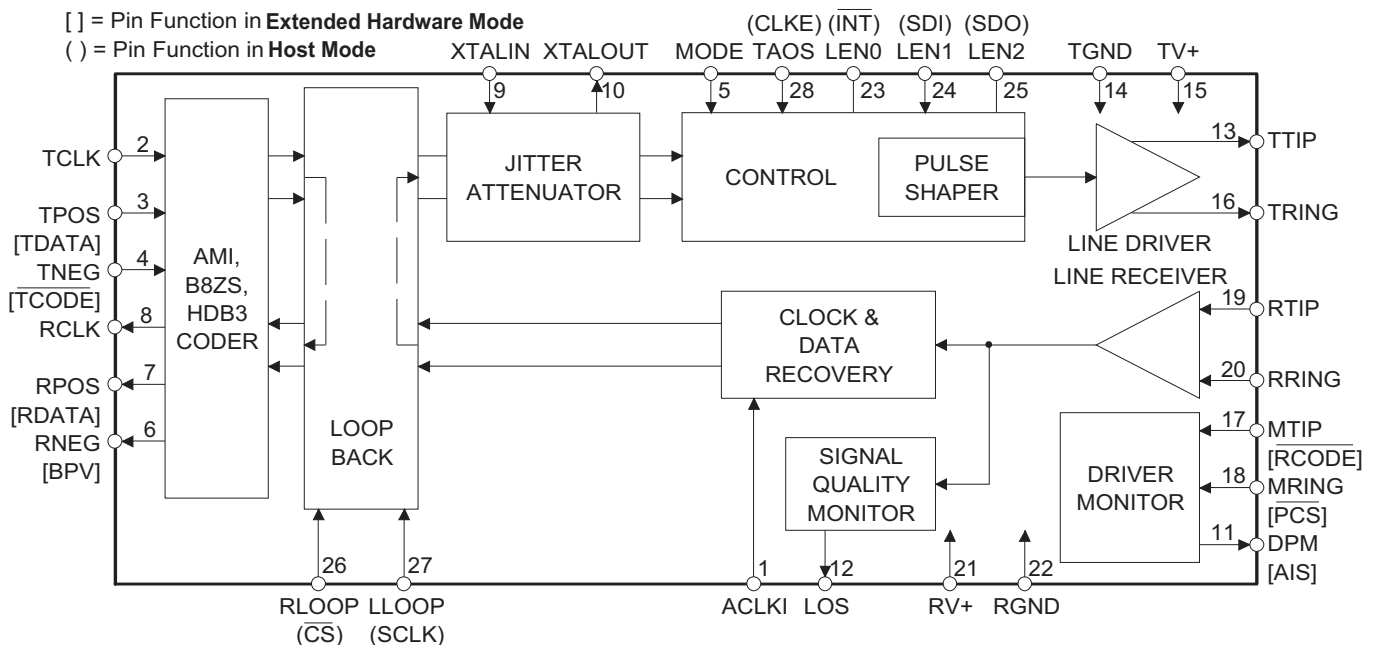 [ ] = Pin Function in Extended Hardware Mode
( ) = Pin Function in Host Mode
(CLKE) (INT) (SDI) (SDO)
XTALIN XTALOUT MODE TAOS LEN0 LEN1 LEN2 TGND TV+
9 10 5 28 23 24 25 14 15
TCLK 2
TPOS 3
[TDATA]
TNEG 4
[TCODE]
RCLK 8
RPOS 7
[RDATA]
RNEG 6
[BPV]
AMI,
B8ZS,
HDB3
CODER
LOOP
BACK
JITTER
ATTENUATOR
CONTROL
PULSE
SHAPER
LINE DRIVER
LINE RECEIVER
13 TTIP
16 TRING
CLOCK &
DATA
RECOVERY
19 RTIP
20 RRING
SIGNAL
QUALITY
MONITOR
DRIVER
MONITOR
17 MTIP
[RCODE]
18 MRING
[PCS]
11 DPM
[AIS]
26 27 1 12 21 22
RLOOP LLOOP ACLKI LOS RV+ RGND
(CS) (SCLK)